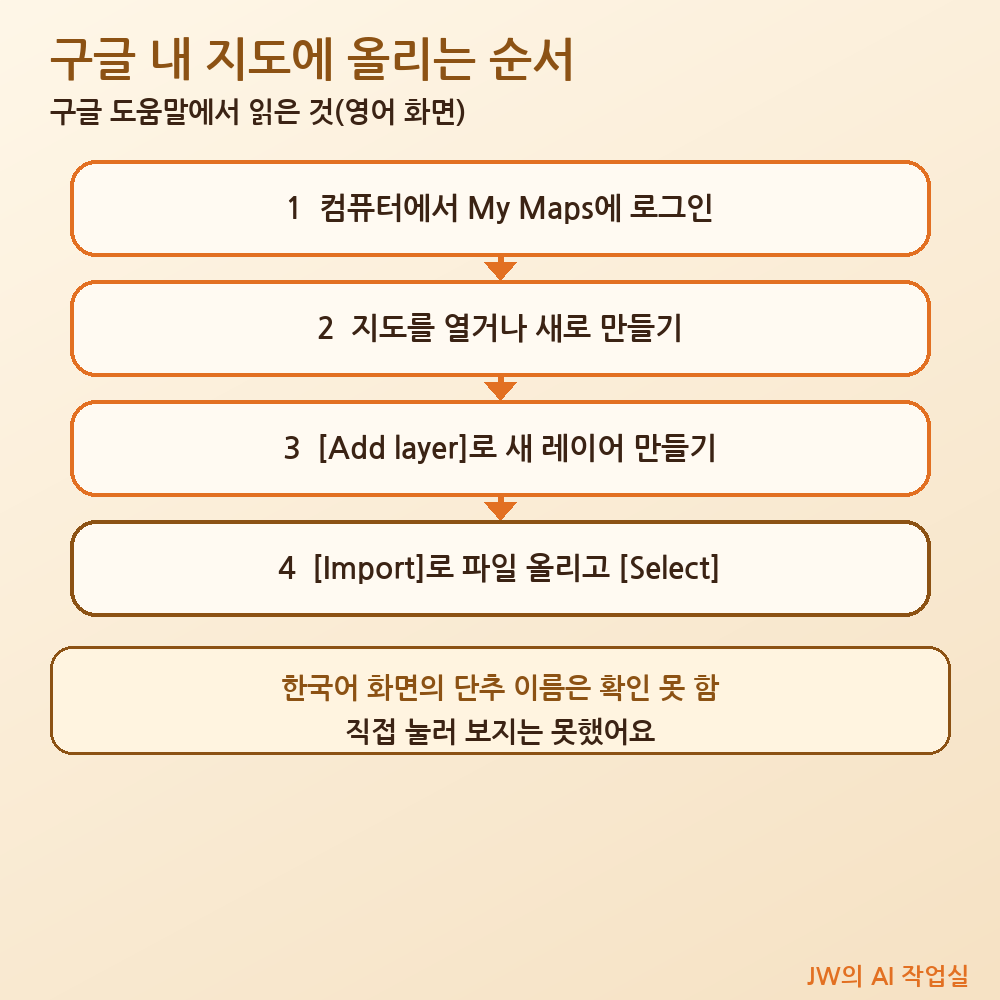 구글 내 지도에 올리는 순서
구글 도움말에서 읽은 것(영어 화면)
1 컴퓨터에서 My Maps에 로그인
2 지도를 열거나 새로 만들기
3 [Add layer]로 새 레이어 만들기
4 [Import]로 파일 올리고 [Select]
한국어 화면의 단추 이름은 확인 못 함
직접 눌러 보지는 못했어요
JW의 AI 작업실